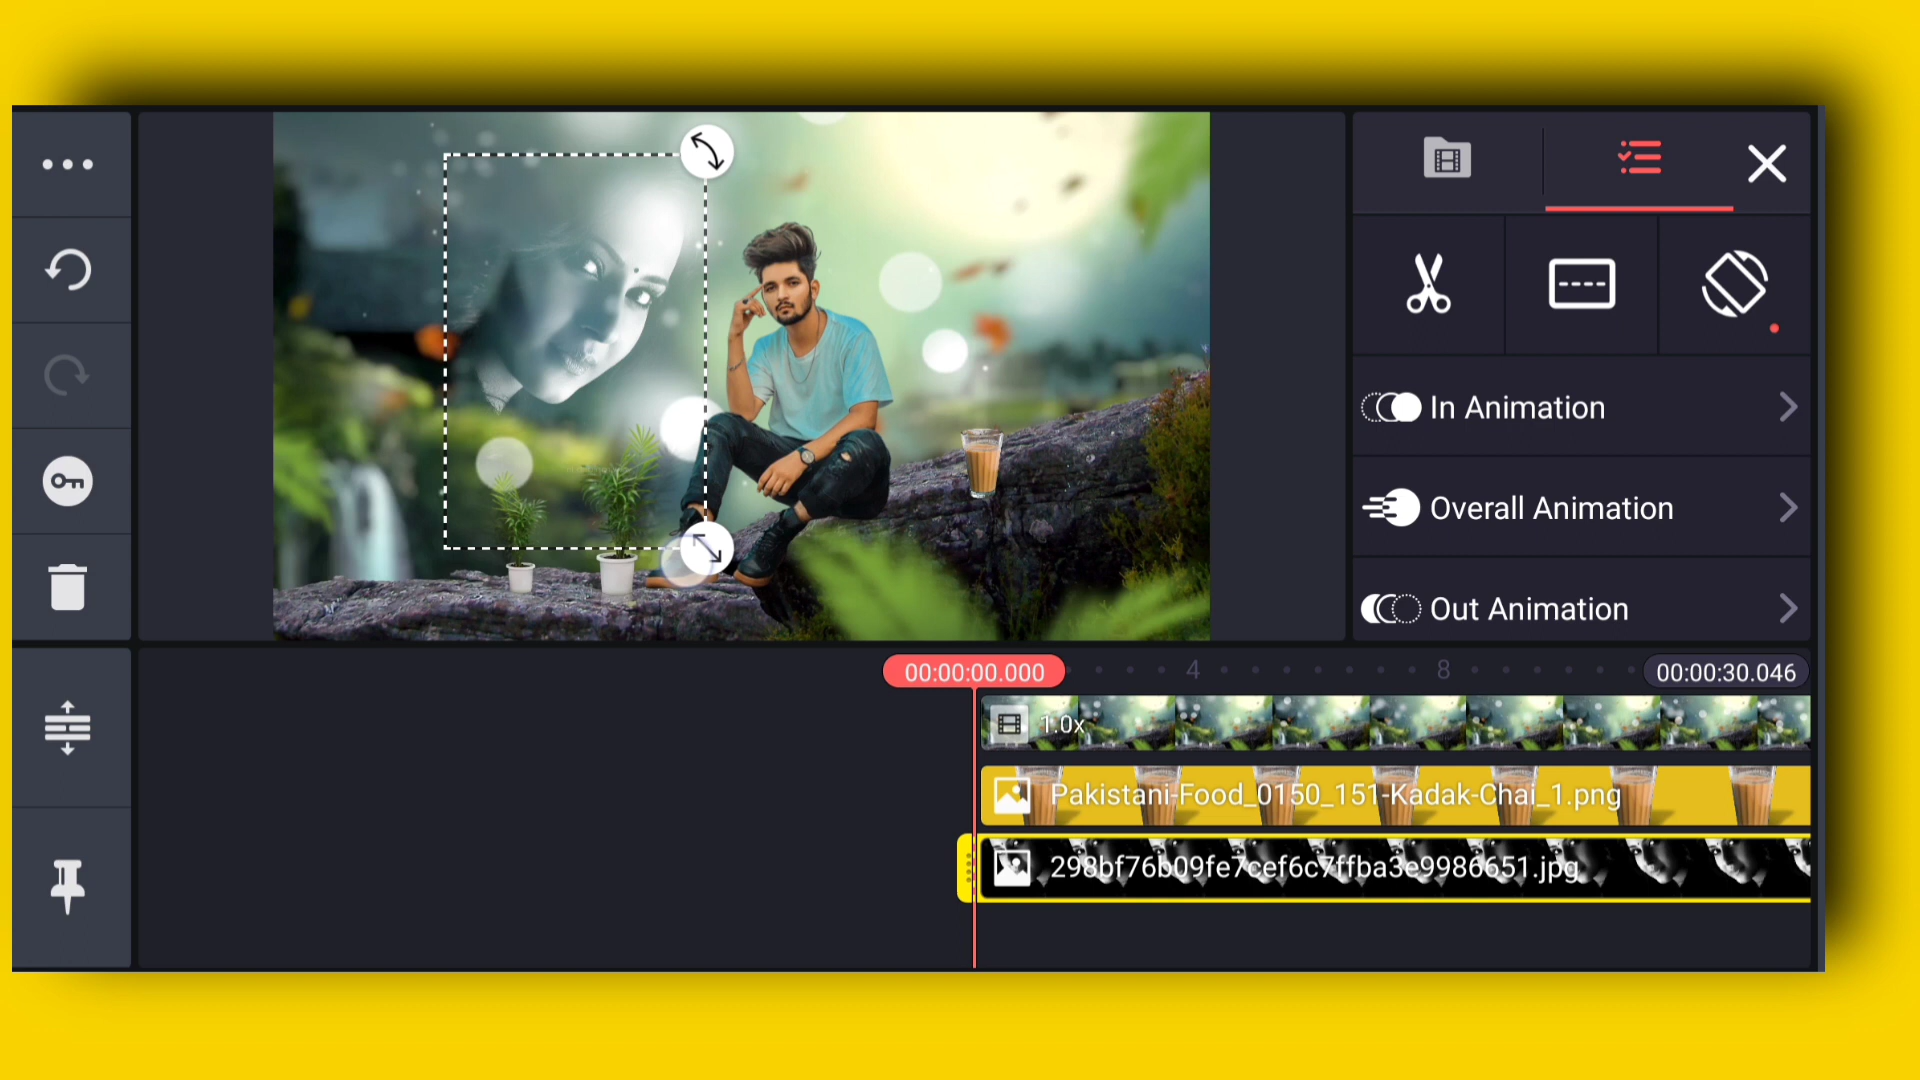 In Animation
Overall Animation
Out Animation
00:00:00.000
4
8
00:00:30.046
1.0x
Pakistani-Food_0150_151-Kadak-Chai_1.png
298bf76b09fe7cef6c7ffba3e9986651.jpg